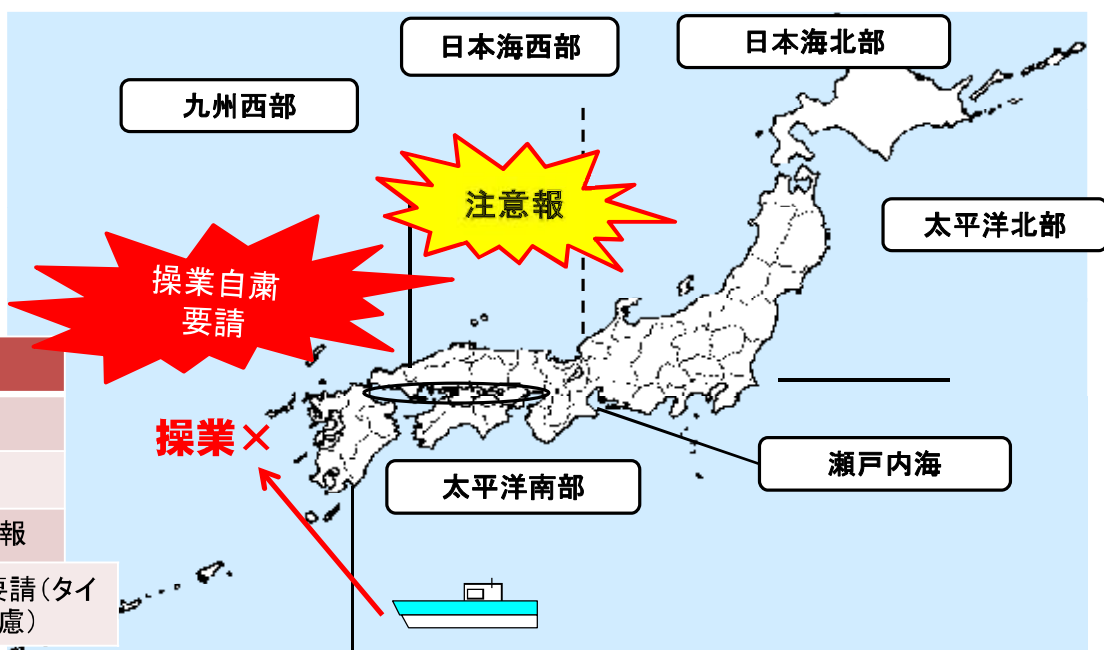 日本海西部
日本海北部
九州西部
注意報
太平洋北部
操業自粛
要請
操業×
瀬戸内海
太平洋南部
報
要請(タイ
慮)